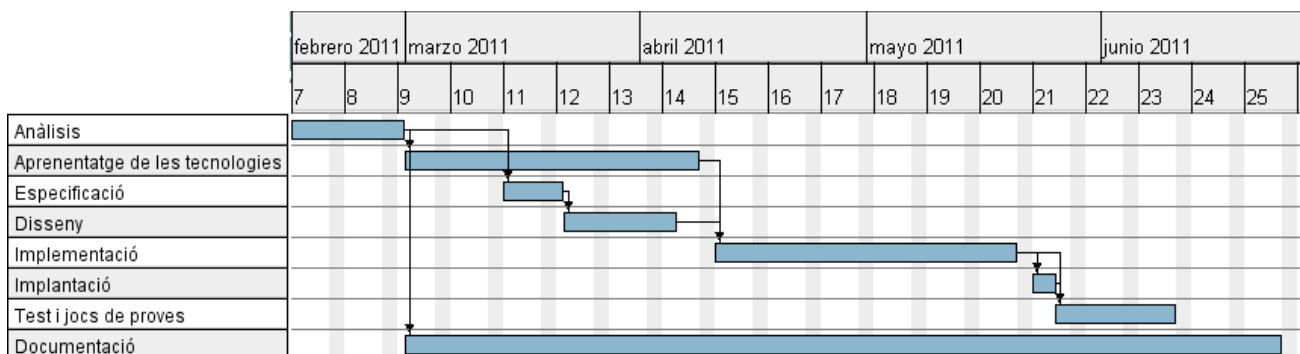 febrero 2011 marzo 2011 abril 2011 mayo 2011 junio 2011
7 8 9 10 11 12 13 14 15 16 17 18 19 20 21 22 23 24 25
Anàlisis
Aprenentatge de les tecnologies
Especificació
Disseny
Implementació
Implantació
Test i jocs de proves
Documentació